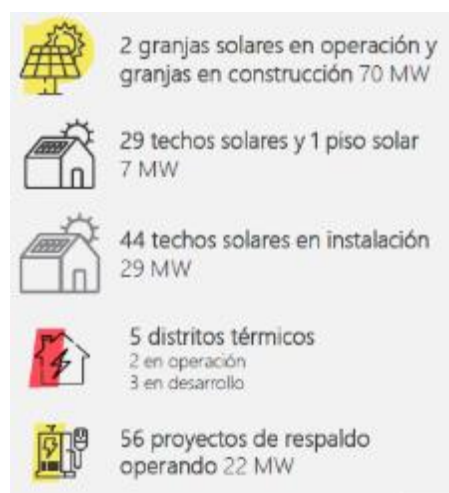 2 granjas solares en operación y
granjas en construcción 70 MW
29 techos solares y 1 piso solar
7 MW
44 techos solares en instalación
29 MW
5 distritos térmicos
2 en operación
3 en desarrollo
56 proyectos de respaldo
operando 22 MW